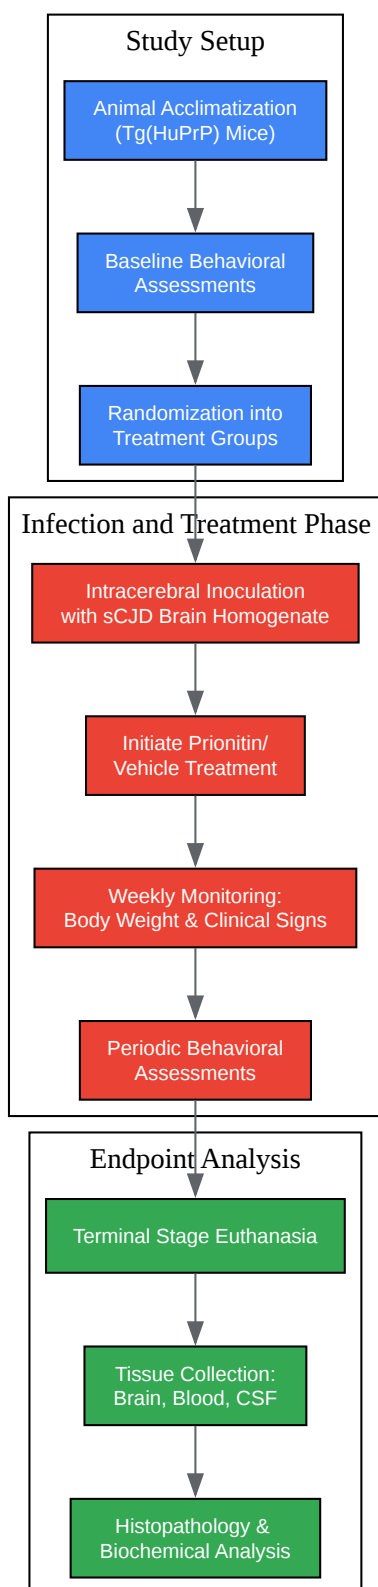 Study Setup
Animal Acclimatization
(Tg(HuPrP) Mice)
Baseline Behavioral
Assessments
Randomization into
Treatment Groups
Infection and Treatment Phase
Intracerebral Inoculation
with sCJD Brain Homogenate
Initiate Prionitin/
Vehicle Treatment
Weekly Monitoring:
Body Weight & Clinical Signs
Periodic Behavioral
Assessments
Endpoint Analysis
Terminal Stage Euthanasia
Tissue Collection:
Brain, Blood, CSF
Histopathology &
Biochemical Analysis